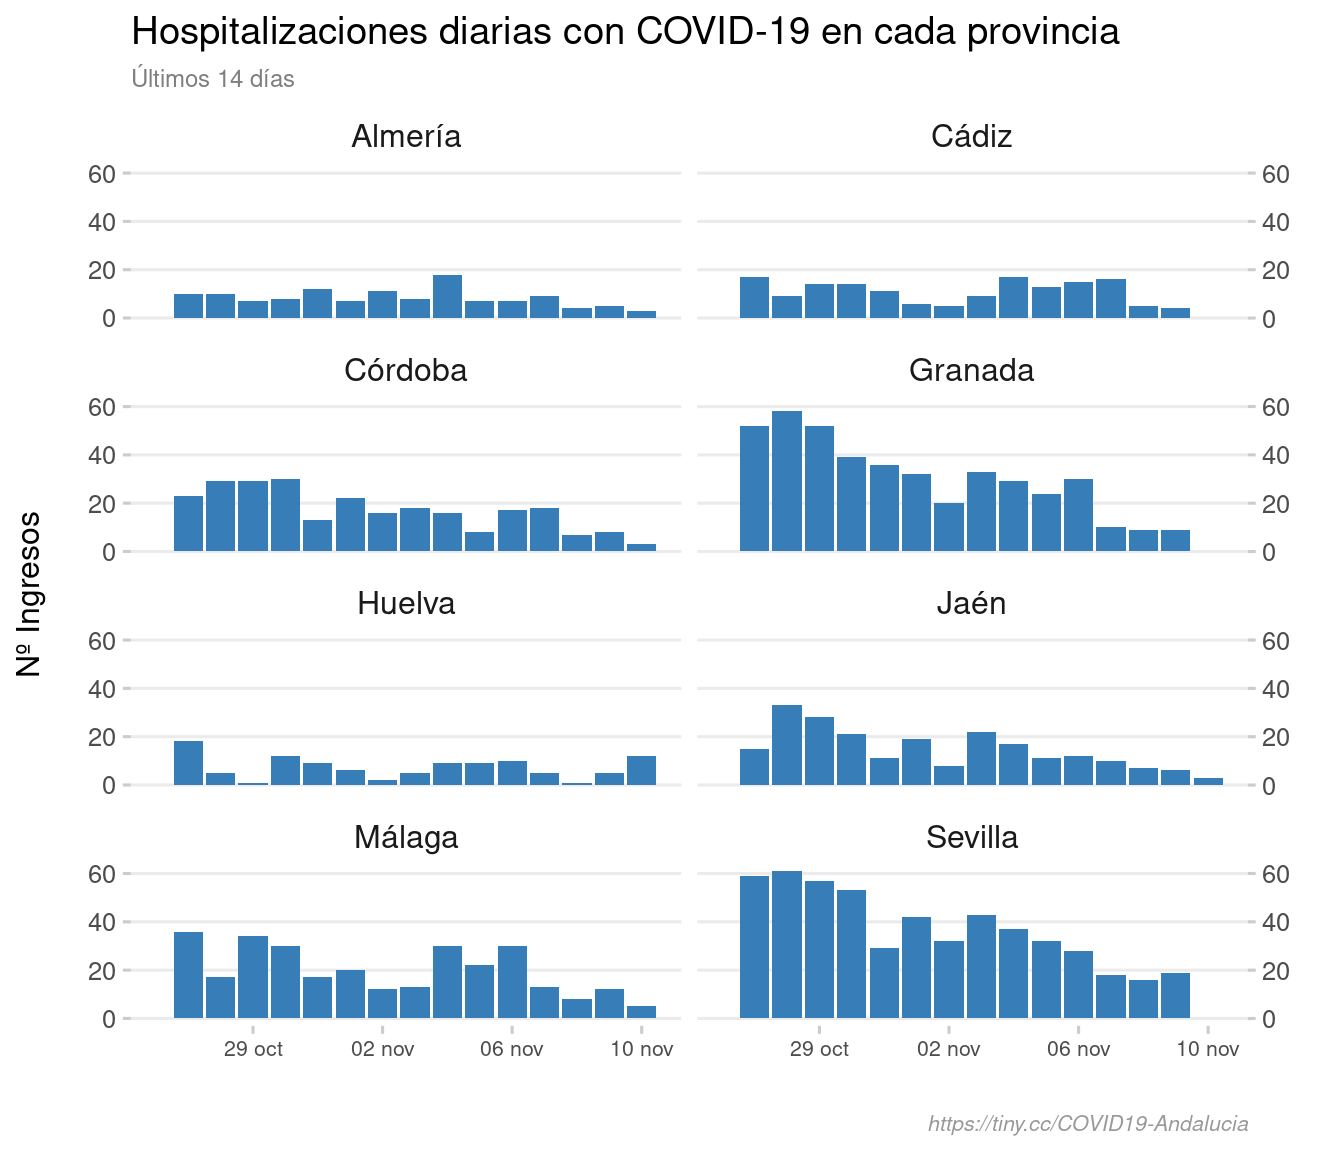 Hospitalizaciones diarias con COVID-19 en cada provincia
Últimos 14 días
Almería
Cádiz
60
40
20
0
60
40
20
0
Córdoba
Granada
60
40
20
0
60
40
20
0
Nº Ingresos
Huelva
Jaén
60
40
20
0
60
40
20
0
Málaga
Sevilla
60
40
20
0
60
40
20
0
29 oct 02 nov 06 nov 10 nov
29 oct 02 nov 06 nov 10 nov
https://tiny.cc/COVID19-Andalucia